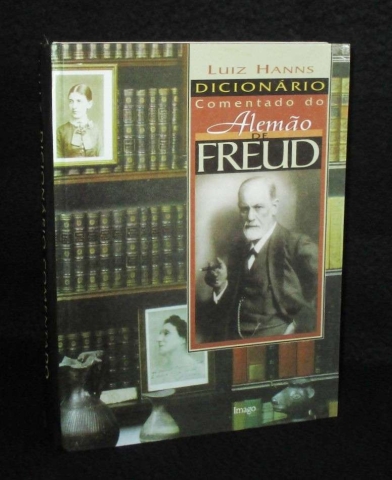 LUIZ HANNS
DICIONÁRIO
Comentado do
Alemão
DE
FREUD
Imago